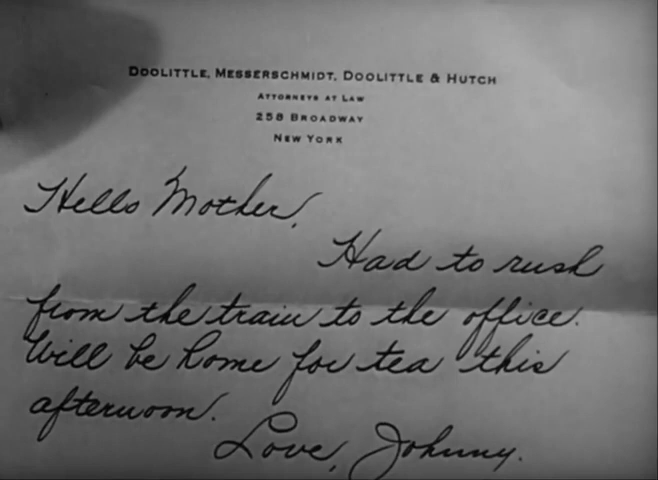 DOOLITTLE, MESSERSCHMIDT, DOOLITTLE & HUTCH
ATTORNEYS AT LAW
258 BROADWAY
NEW YORK
Hello Mother,
Had to rush
from the train to the office.
Will be home for tea this
afternoon.
Love, Johnny.